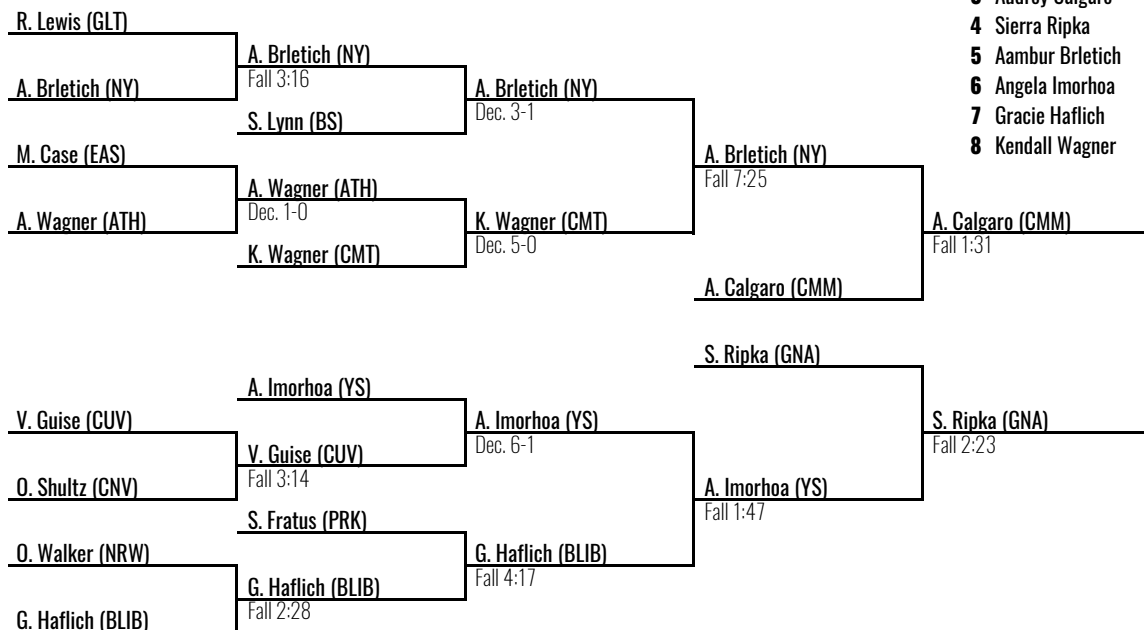 R. Lewis (GLT)
A. Brletich (NY)
Fall 3:16
A. Brletich (NY)
A. Brletich (NY)
Dec. 3-1
S. Lynn (BS)
M. Case (EAS)
A. Brletich (NY)
Fall 7:25
A. Wagner (ATH)
Dec. 1-0
A. Wagner (ATH)
K. Wagner (CMT)
Dec. 5-0
A. Calgaro (CMM)
Fall 1:31
K. Wagner (CMT)
A. Calgaro (CMM)
3 Audrey Calgaro
4 Sierra Ripka
5 Aambur Brletich
6 Angela Imorhoa
7 Gracie Haflich
8 Kendall Wagner
S. Ripka (GNA)
A. Imorhoa (YS)
V. Guise (CUV)
A. Imorhoa (YS)
Dec. 6-1
S. Ripka (GNA)
Fall 2:23
V. Guise (CUV)
Fall 3:14
O. Shultz (CNV)
A. Imorhoa (YS)
Fall 1:47
S. Fratus (PRK)
O. Walker (NRW)
G. Haflich (BLIB)
Fall 4:17
G. Haflich (BLIB)
Fall 2:28
G. Haflich (BLIB)